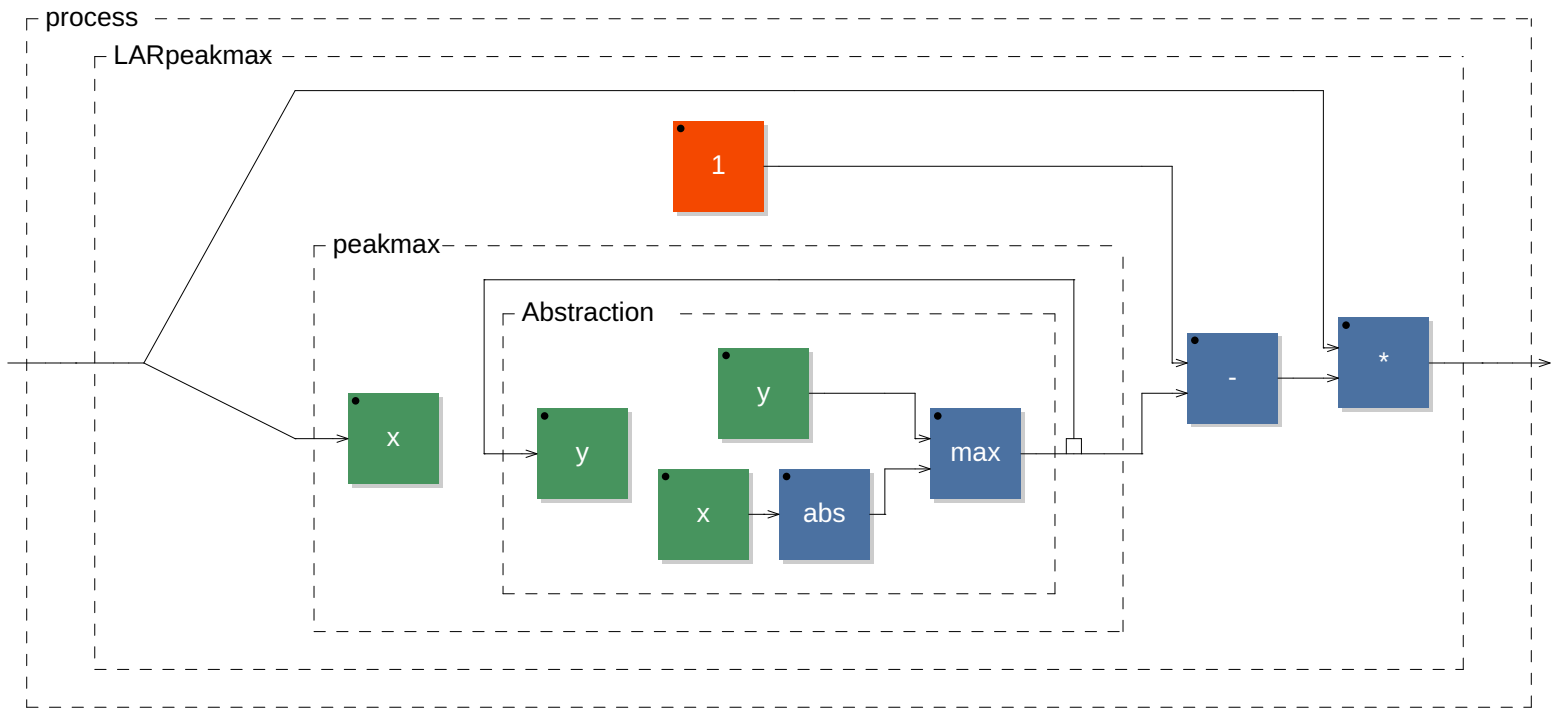 process
LARpeakmax
1
peakmax
Abstraction
y
x
y
x
abs
max
-
*